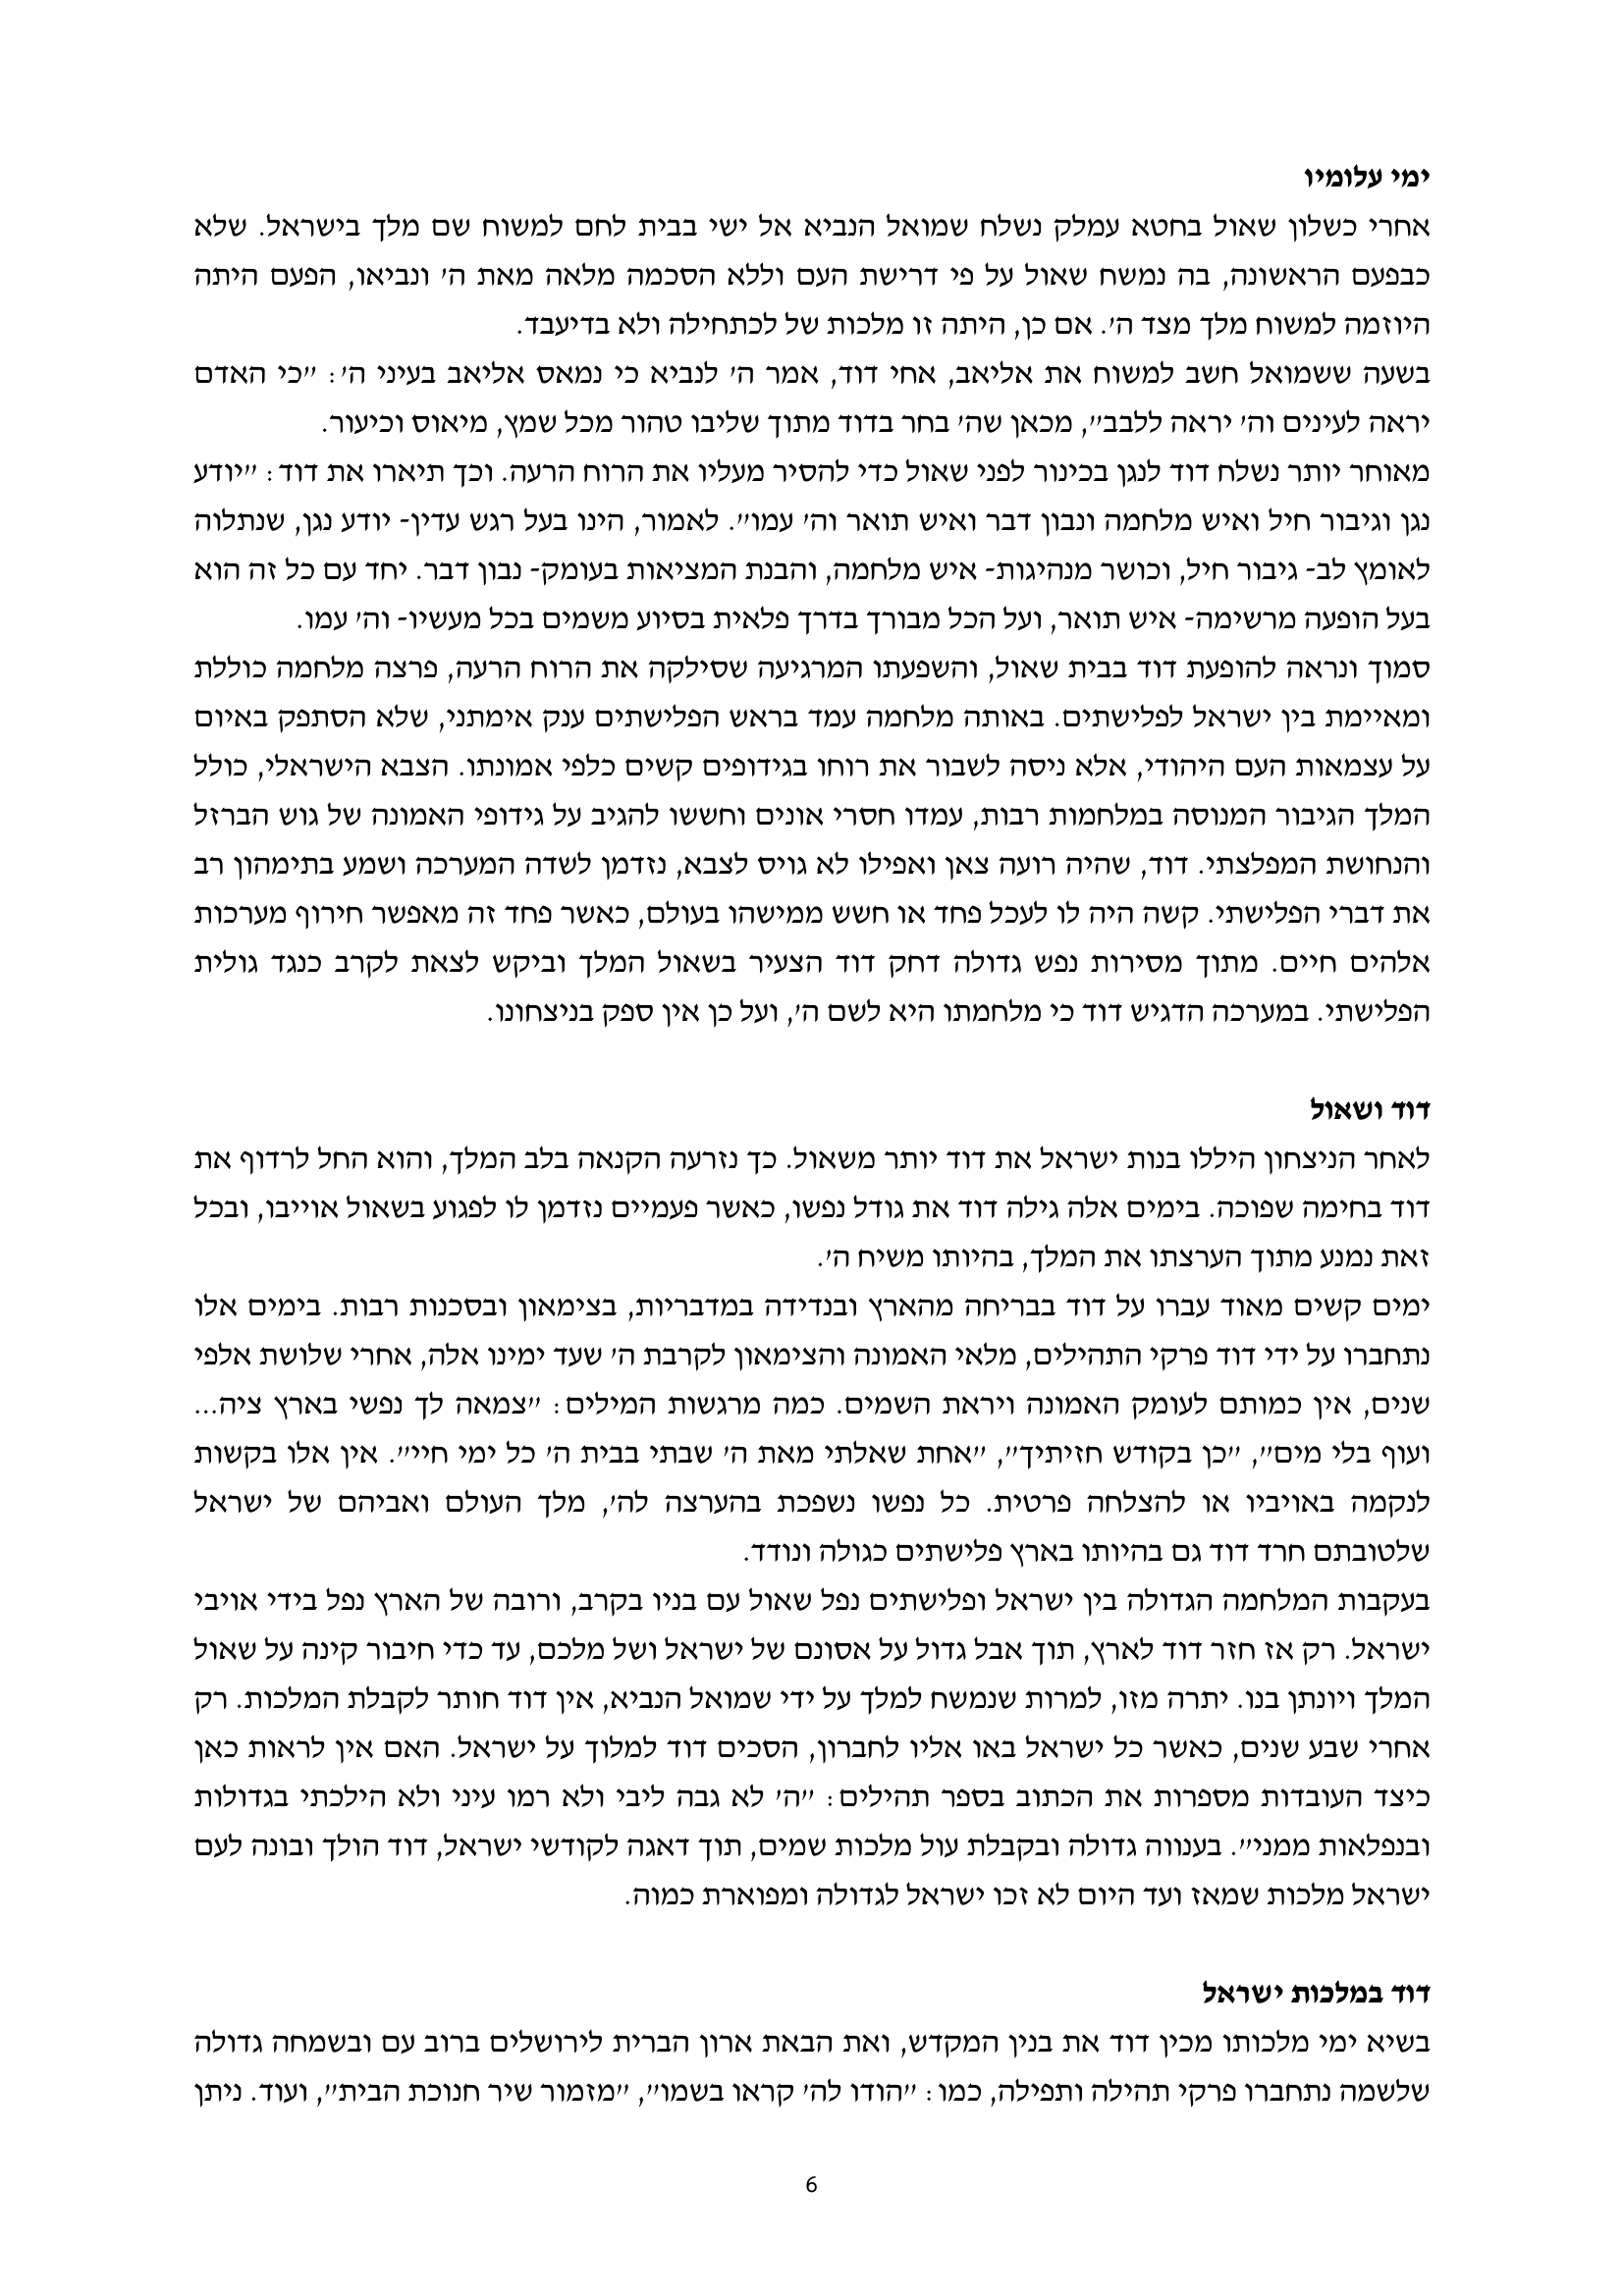 ימי עלומיו
אחרי כשלון שאול בחטא עמלק נשלח שמואל הנביא אל ישי בבית לחם למשוח שם מלך בישראל. שלא
כבפעם הראשונה, בה נמשח שאול על פי דרישת העם וללא הסכמה מלאה מאת ה' ונביאו, הפעם היתה
היוזמה למשוח מלך מצד ה'. אם כן, היתה זו מלכות של לכתחילה ולא בדיעבד.
בשעה ששמואל חשב למשוח את אליאב, אחי דוד, אמר ה' לנביא כי נמאס אליאב בעיני ה': "כי האדם
יראה לעינים וה' יראה ללבב", מכאן שה' בחר בדוד מתוך שליבו טהור מכל שמץ, מיאוס וכיעור.
מאוחר יותר נשלח דוד לנגן בכינור לפני שאול כדי להסיר מעליו את הרוח הרעה. וכך תיארו את דוד: "יודע
נגן וגיבור חיל ואיש מלחמה ונבון דבר ואיש תואר וה' עמו". לאמור, הינו בעל רגש עדין- יודע נגן, שנתלוה
לאומץ לב- גיבור חיל, וכושר מנהיגות- איש מלחמה, והבנת המציאות בעומק- נבון דבר. יחד עם כל זה הוא
בעל הופעה מרשימה- איש תואר, ועל הכל מבורך בדרך פלאית בסיוע משמים בכל מעשיו- וה' עמו.
סמוך ונראה להופעת דוד בבית שאול, והשפעתו המרגיעה שסילקה את הרוח הרעה, פרצה מלחמה כוללת
ומאיימת בין ישראל לפלישתים. באותה מלחמה עמד בראש הפלישתים ענק אימתני, שלא הסתפק באיום
על עצמאות העם היהודי, אלא ניסה לשבור את רוחו בגידופים קשים כלפי אמונתו. הצבא הישראלי, כולל
המלך הגיבור המנוסה במלחמות רבות, עמדו חסרי אונים וחששו להגיב על גידופי האמונה של גוש הברזל
והנחושת המפלצתי. דוד, שהיה רועה צאן ואפילו לא גויס לצבא, נזדמן לשדה המערכה ושמע בתימהון רב
את דברי הפלישתי. קשה היה לו לעכל פחד או חשש ממישהו בעולם, כאשר פחד זה מאפשר חירוף מערכות
אלהים חיים. מתוך מסירות נפש גדולה דחק דוד הצעיר בשאול המלך וביקש לצאת לקרב כנגד גולית
הפלישתי. במערכה הדגיש דוד כי מלחמתו היא לשם ה', ועל כן אין ספק בניצחונו.
דוד ושאול
לאחר הניצחון היללו בנות ישראל את דוד יותר משאול. כך נזרעה הקנאה בלב המלך, והוא החל לרדוף את
דוד בחימה שפוכה. בימים אלה גילה דוד את גודל נפשו, כאשר פעמיים נזדמן לו לפגוע בשאול אוייבו, ובכל
זאת נמנע מתוך הערצתו את המלך, בהיותו משיח ה'.
ימים קשים מאוד עברו על דוד בבריחה מהארץ ובנדידה במדבריות, בצימאון ובסכנות רבות. בימים אלו
נתחברו על ידי דוד פרקי התהילים, מלאי האמונה והצימאון לקרבת ה' שעד ימינו אלה, אחרי שלושת אלפי
שנים, אין כמותם לעומק האמונה ויראת השמים. כמה מרגשות המילים: "צמאה לך נפשי בארץ ציה...
ועוף בלי מים", "כן בקודש חזיתיך", "אחת שאלתי מאת ה' שבתי בבית ה' כל ימי חיי". אין אלו בקשות
לנקמה באויביו או להצלחה פרטית. כל נפשו נשפכת בהערצה לה', מלך העולם ואביהם של ישראל
שלטובתם חרד דוד גם בהיותו בארץ פלישתים כגולה ונודד.
בעקבות המלחמה הגדולה בין ישראל ופלישתים נפל שאול עם בניו בקרב, ורובה של הארץ נפל בידי אויבי
ישראל. רק אז חזר דוד לארץ, תוך אבל גדול על אסונם של ישראל ושל מלכם, עד כדי חיבור קינה על שאול
המלך ויונתן בנו. יתרה מזו, למרות שנמשח למלך על ידי שמואל הנביא, אין דוד חותר לקבלת המלכות. רק
אחרי שבע שנים, כאשר כל ישראל באו אליו לחברון, הסכים דוד למלוך על ישראל. האם אין לראות כאן
כיצד העובדות מספרות את הכתוב בספר תהילים: "ה' לא גבה ליבי ולא רמו עיני ולא הילכתי בגדולות
ובנפלאות ממני". בענווה גדולה ובקבלת עול מלכות שמים, תוך דאגה לקודשי ישראל, דוד הולך ובונה לעם
ישראל מלכות שמאז ועד היום לא זכו ישראל לגדולה ומפוארת כמוה.
דוד במלכות ישראל
בשיא ימי מלכותו מכין דוד את בנין המקדש, ואת הבאת ארון הברית לירושלים ברוב עם ובשמחה גדולה
שלשמה נתחברו פרקי תהילה ותפילה, כמו: "הודו לה' קראו בשמו", "מזמור שיר חנוכת הבית", ועוד. ניתן
6